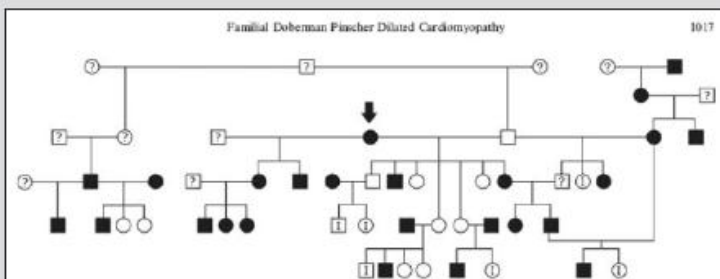 Familial Doberman Pinscher Dilated Cardiomyopathy 1017
? ? ? ? ■
?
? ? ?
? ? ? I
I I
I I I